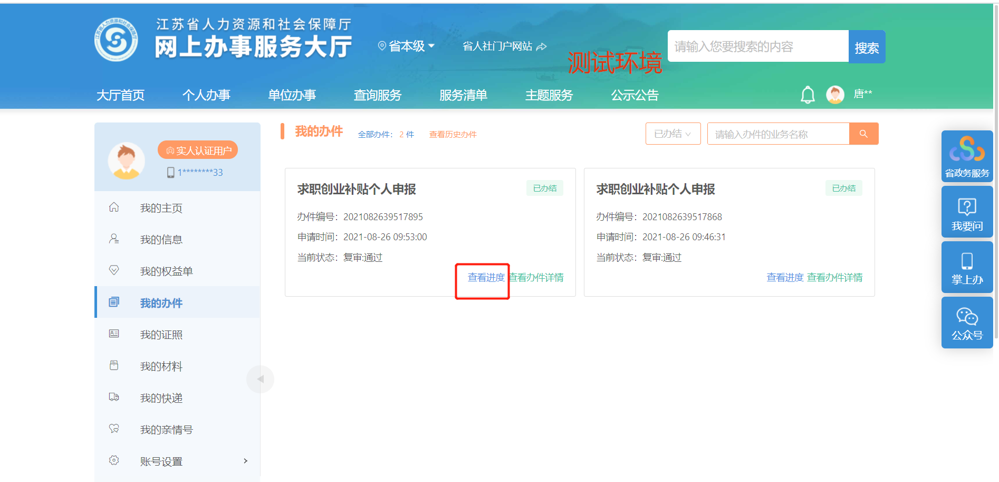 江苏省人力资源和社会保障厅
网上办事服务大厅
省本级
省人社门户网站
测试环境
请输入您要搜索的内容
搜索
大厅首页
个人办事
单位办事
查询服务
服务清单
主题服务
公示公告
唐**
实人认证用户
1********33
我的主页
我的信息
我的权益单
我的办件
我的证照
我的材料
我的快递
我的亲情号
账号设置
我的办件
全部办件： 2 件
查看历史办件
已办结
请输入办件的业务名称
求职创业补贴个人申报
已办结
办件编号：2021082639517895
申请时间：2021-08-26 09:53:00
当前状态：复审:通过
查看进度 查看办件详情
求职创业补贴个人申报
已办结
办件编号：2021082639517868
申请时间：2021-08-26 09:46:31
当前状态：复审:通过
查看进度 查看办件详情
省政务服务
我要问
掌上办
公众号